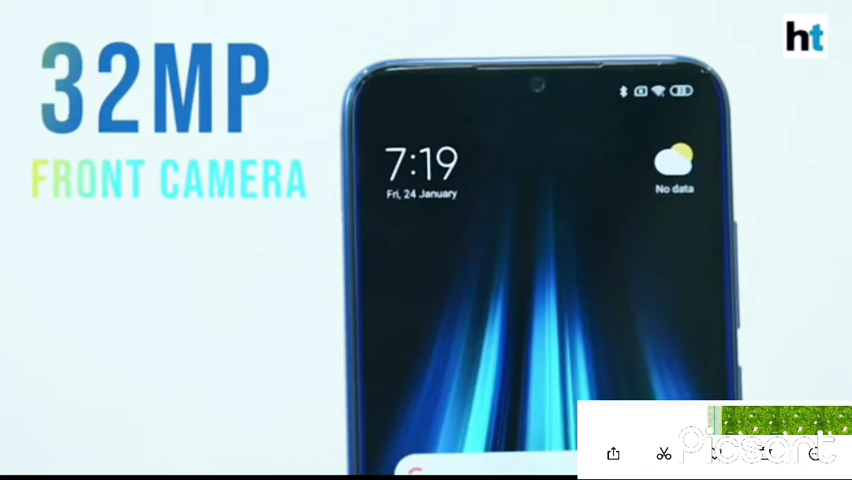 32MP
FRONT CAMERA
ht
7:19
Fri, 24 January
No data
Picsart